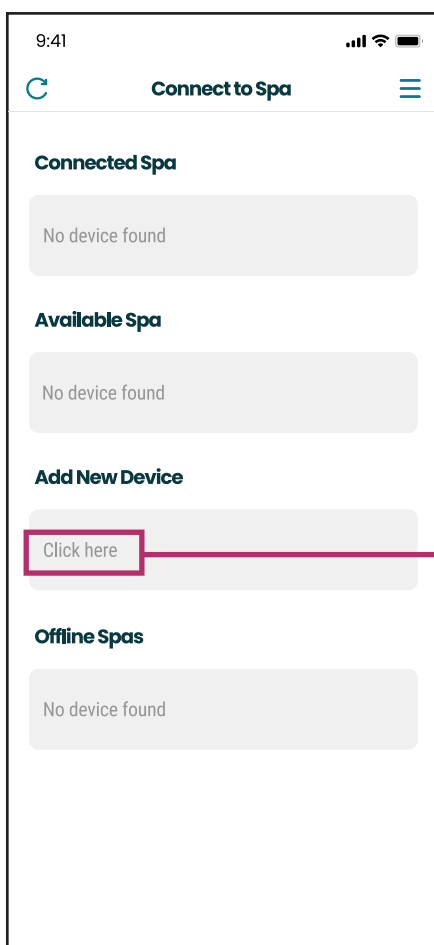 9:41
Connect to Spa
Connected Spa
No device found
Available Spa
No device found
Add New Device
Click here
Offline Spas
No device found